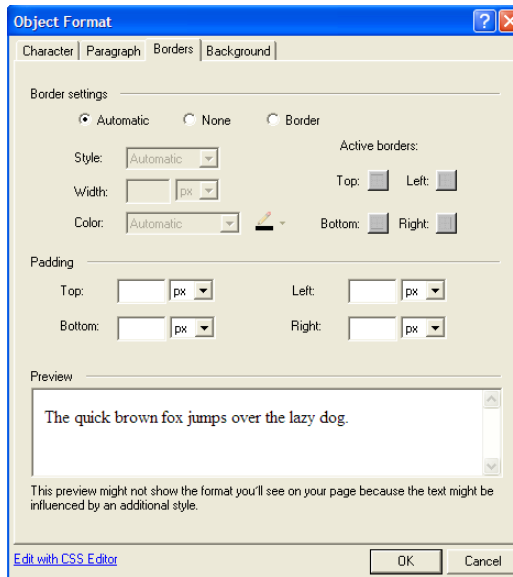 Object Format
Character Paragraph Borders Background
Border settings
Automatic None Border
Active borders:
Style: Automatic
Top: Left:
Width: px
Color: Automatic
Bottom: Right:
Padding
Top: px Left: px
Bottom: px Right: px
Preview
The quick brown fox jumps over the lazy dog.
This preview might not show the format you'll see on your page because the text might be
influenced by an additional style.
Edit with CSS Editor OK Cancel